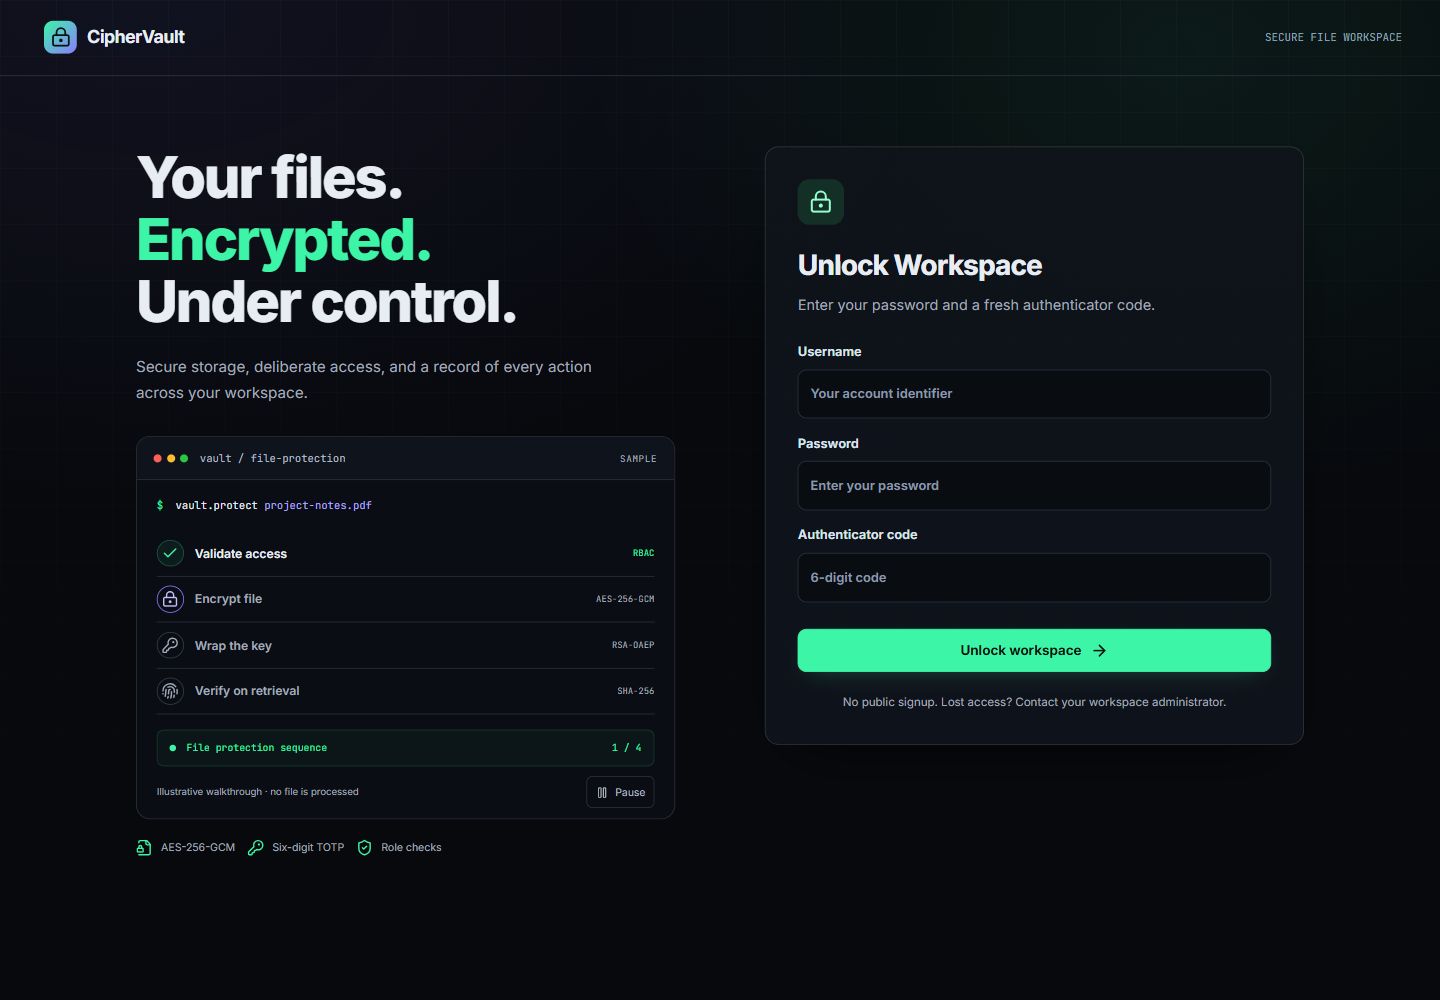 CipherVault
SECURE FILE WORKSPACE
Your files.
Encrypted.
Under control.
Secure storage, deliberate access, and a record of every action
across your workspace.
vault / file-protection
SAMPLE
$ vault.protect project-notes.pdf
Validate access
RBAC
Encrypt file
AES-256-GCM
Wrap the key
RSA-OAEP
Verify on retrieval
SHA-256
File protection sequence
1 / 4
Illustrative walkthrough · no file is processed
Pause
AES-256-GCM
Six-digit TOTP
Role checks
Unlock Workspace
Enter your password and a fresh authenticator code.
Username
Your account identifier
Password
Enter your password
Authenticator code
6-digit code
Unlock workspace
No public signup. Lost access? Contact your workspace administrator.